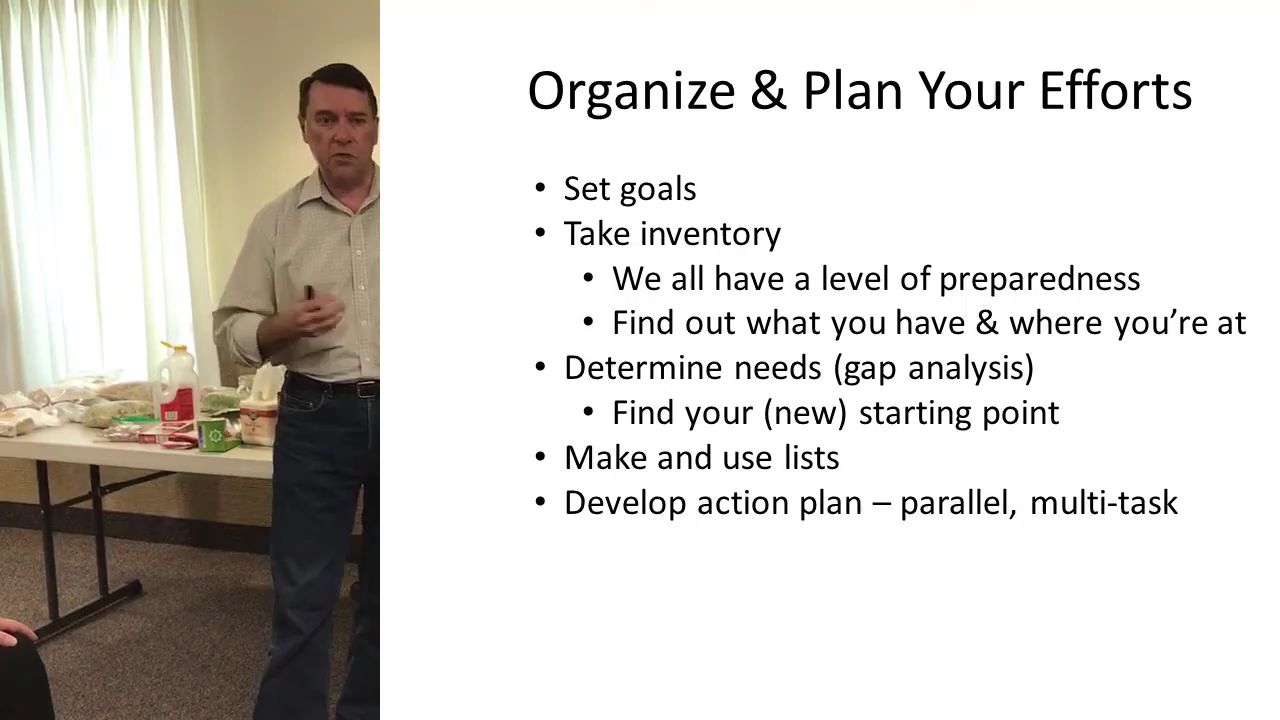 Organize & Plan Your Efforts
• Set goals
• Take inventory
• We all have a level of preparedness
• Find out what you have & where you’re at
• Determine needs (gap analysis)
• Find your (new) starting point
• Make and use lists
• Develop action plan – parallel, multi-task